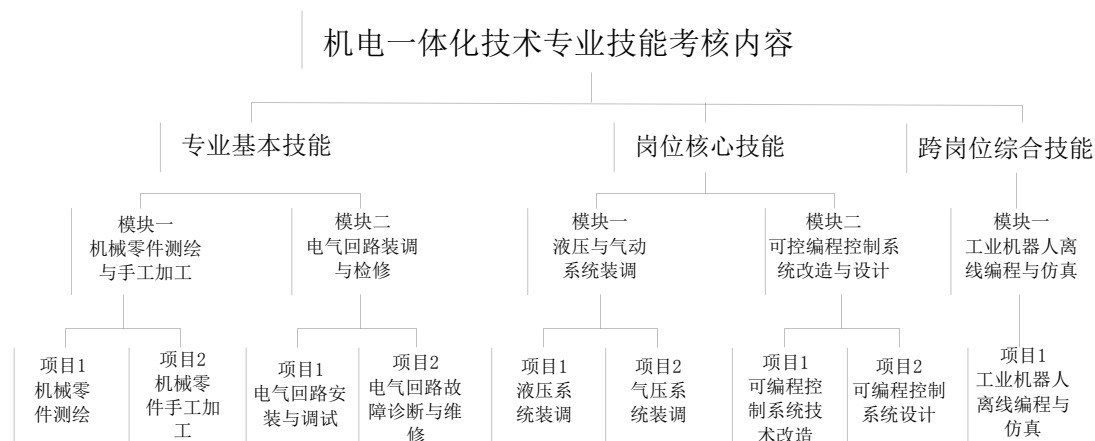 机电一体化技术专业技能考核内容
专业基本技能
岗位核心技能
跨岗位综合技能
模块一
机械零件测绘
与手工加工
模块二
电气回路装调
与检修
模块一
液压与气动
系统装调
模块二
可控编程控制系
统改造与设计
模块一
工业机器人离
线编程与仿真
项目1
机械零
件测绘
项目2
机械零
件手工加
工
项目1
电气回路安
装与调试
项目2
电气回路故
障诊断与维
修
项目1
液压系
统装调
项目2
气压系
统装调
项目1
可编程控
制系统技
术改造
项目2
可编程控制
系统设计
项目1
工业机器人
离线编程与
仿真